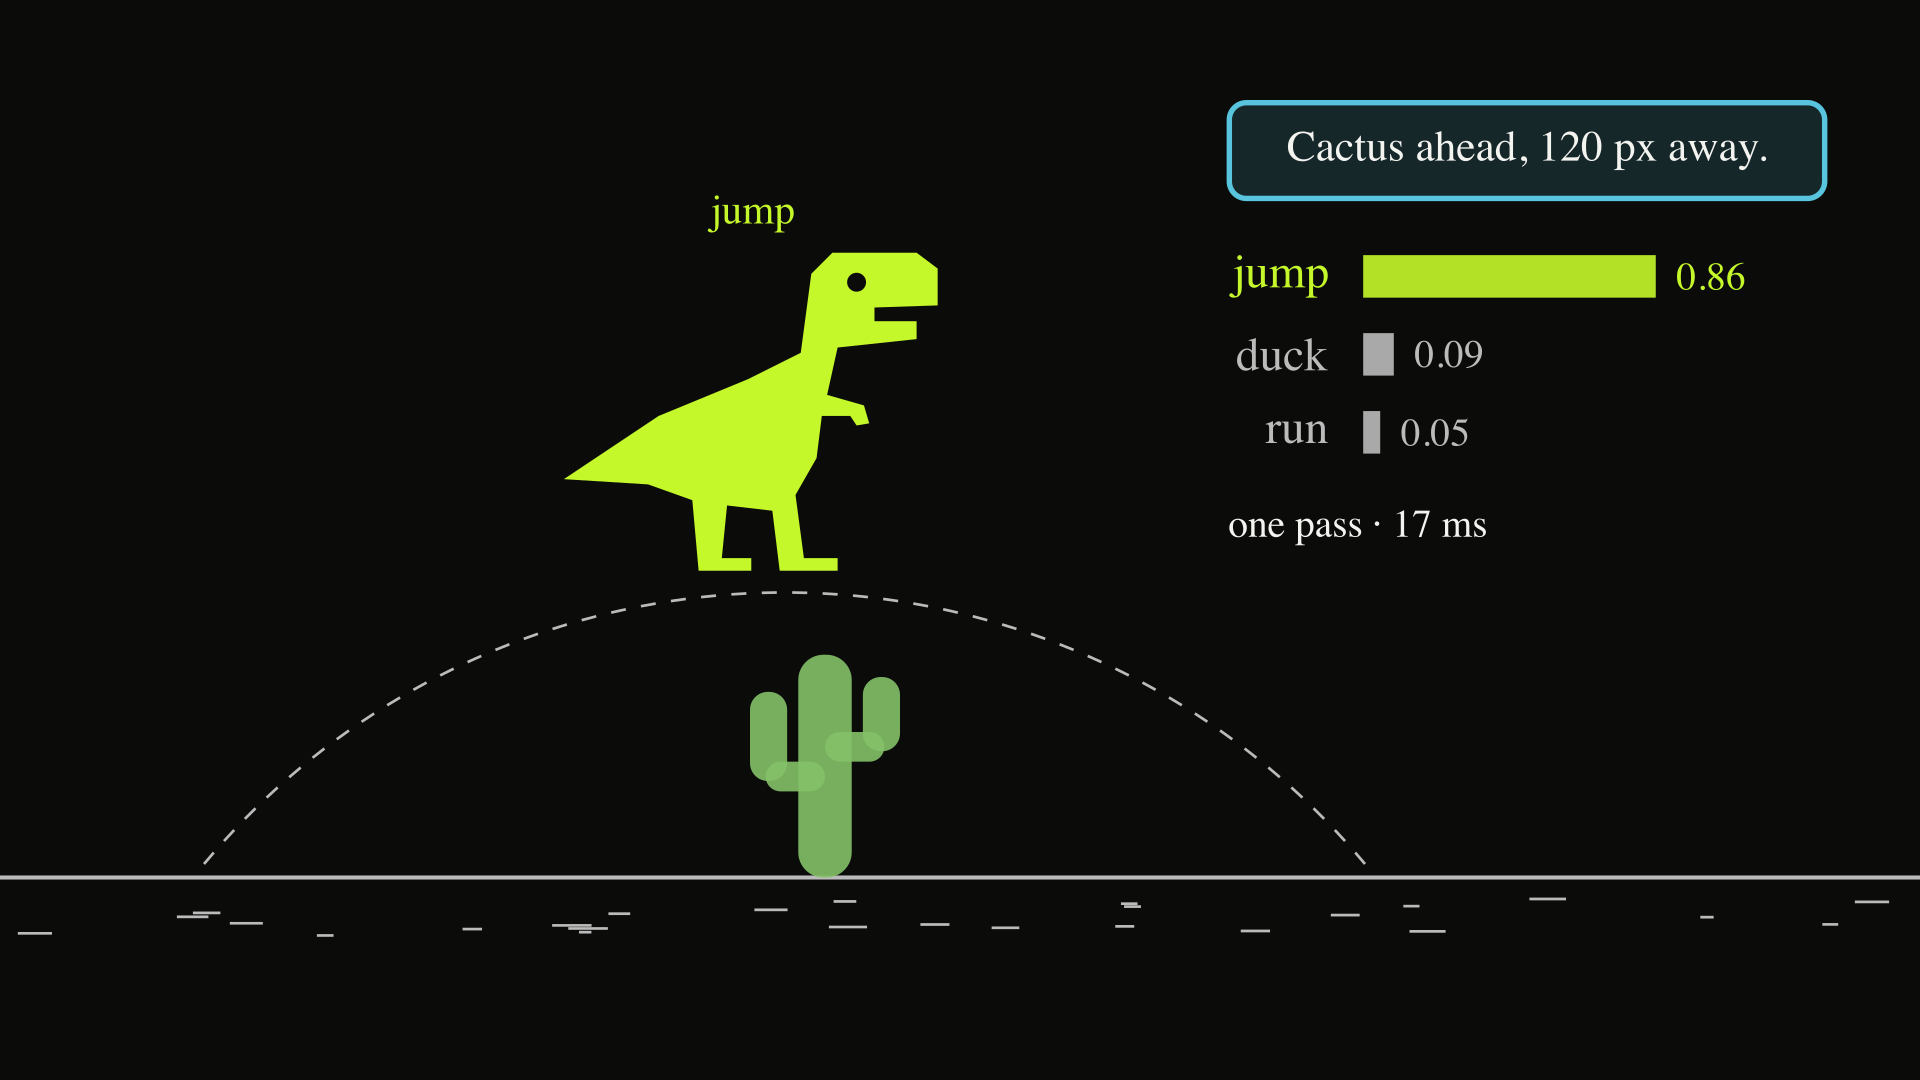 Cactus ahead, 120 px away.
jump
jump 0.86
duck 0.09
run 0.05
one pass · 17 ms